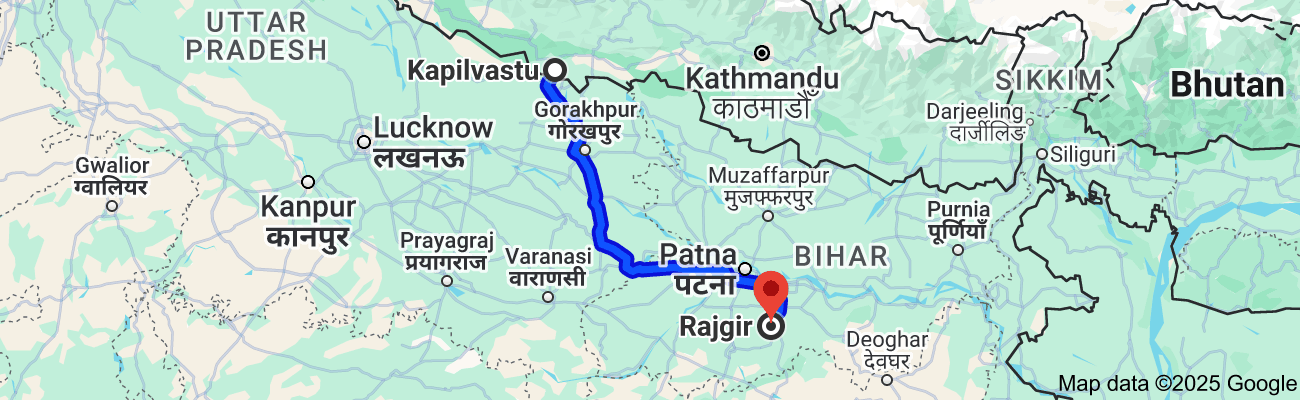 UTTAR
PRADESH
Kapilvastu
Kathmandu
काठमाडौँ
SIKKIM
Bhutan
Gorakhpur
गोरखपुर
Darjeeling
दार्जीलिङ
Lucknow
लखनऊ
Siliguri
Gwalior
ग्वालियर
Muzaffarpur
मुजफ्फरपुर
Kanpur
कानपुर
Purnia
पूर्णियाँ
Prayagraj
प्रयागराज
Varanasi
वाराणसी
Patna
पटना
BIHAR
Rajgir
Deoghar
देवघर
Map data ©2025 Google